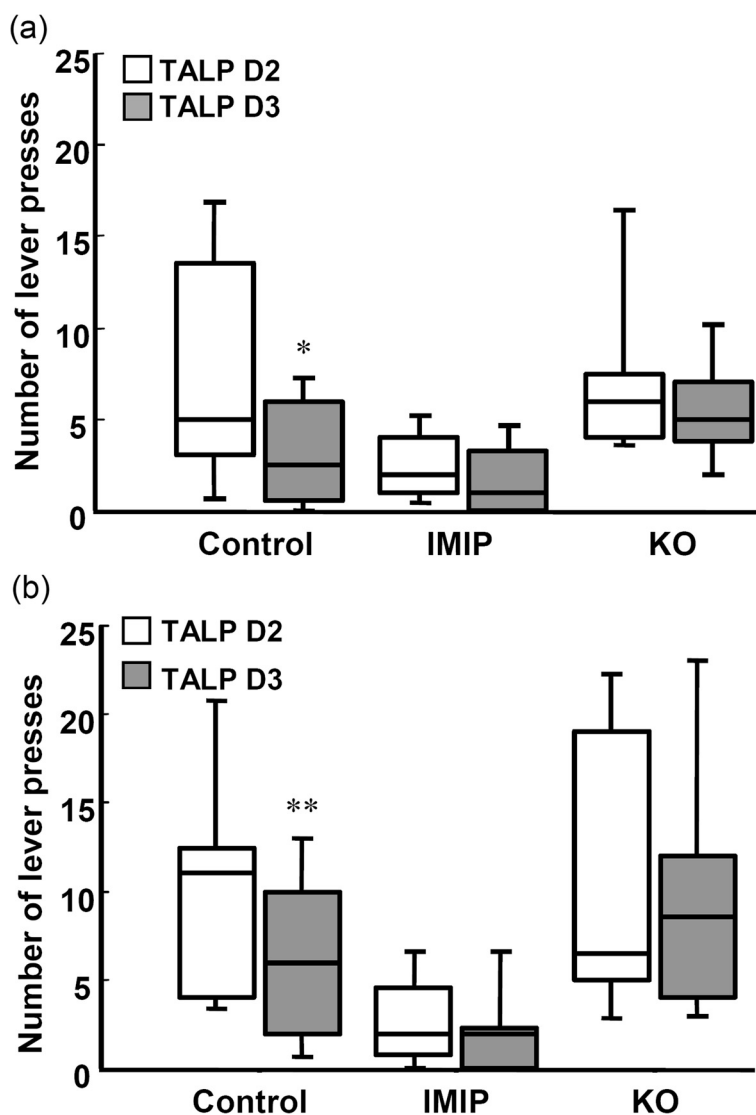 (a)
Number of lever presses
25
20
15
10
5
0
TALP D2
TALP D3
*
Control IMIP KO
(b)
Number of lever presses
25
20
15
10
5
0
TALP D2
TALP D3
**
Control IMIP KO